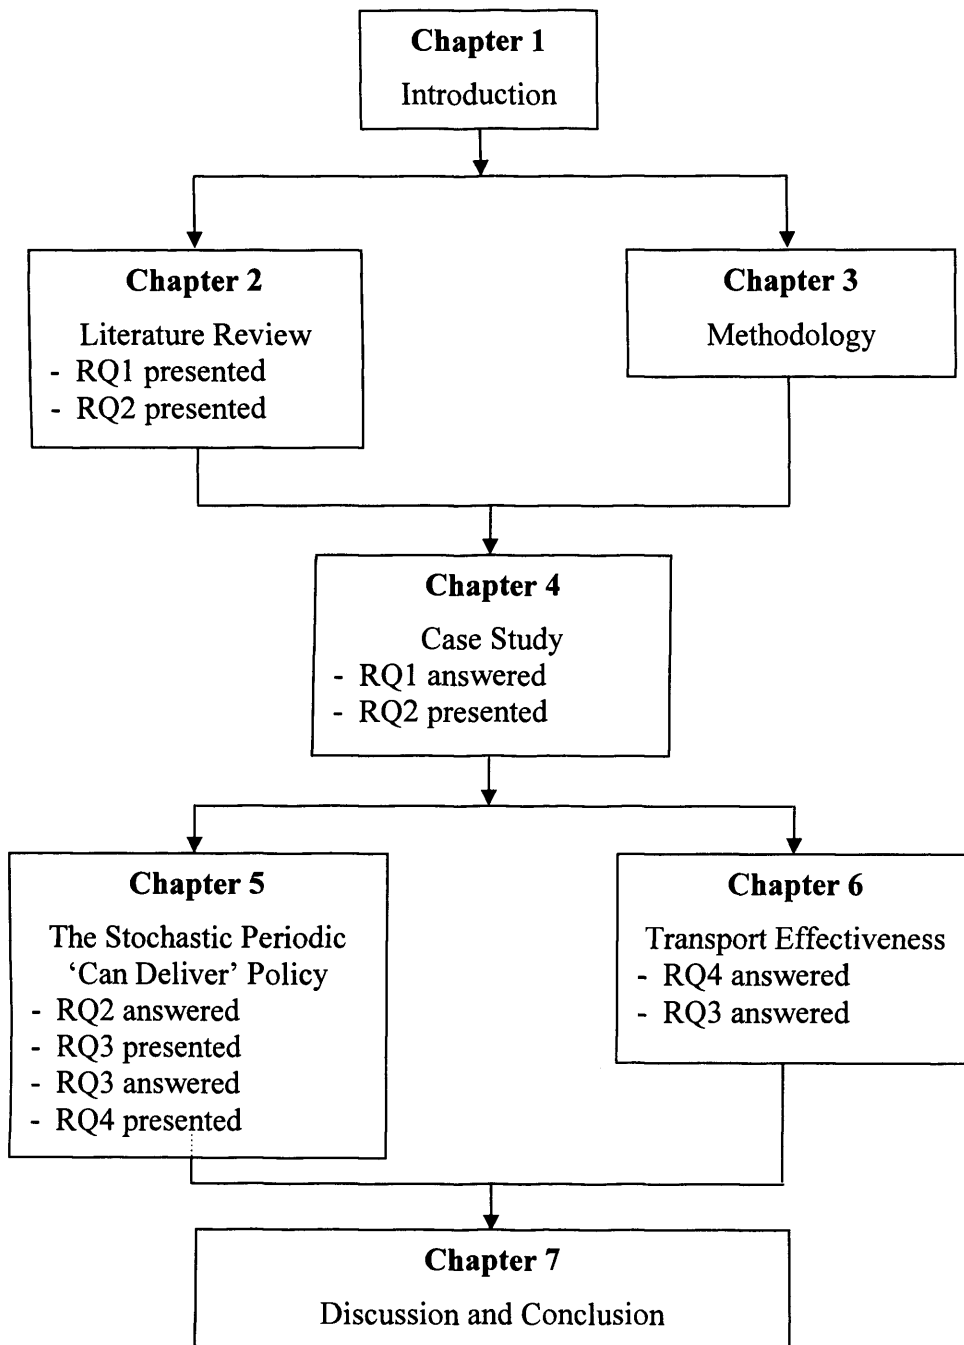 Chapter 1
Introduction
Chapter 2
Literature Review
- RQ1 presented
- RQ2 presented
Chapter 3
Methodology
Chapter 4
Case Study
- RQ1 answered
- RQ2 presented
Chapter 5
The Stochastic Periodic
‘Can Deliver’ Policy
- RQ2 answered
- RQ3 presented
- RQ3 answered
- RQ4 presented
Chapter 6
Transport Effectiveness
- RQ4 answered
- RQ3 answered
Chapter 7
Discussion and Conclusion